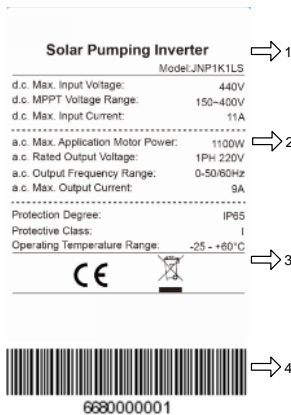 Solar Pumping Inverter
1
Model:JNP1K1LS
d.c. Max. Input Voltage: 440V
d.c. MPPT Voltage Range: 150~400V
d.c. Max. Input Current: 11A
a.c. Max. Application Motor Power: 1100W
2
a.c. Rated Output Voltage: 1PH 220V
a.c. Output Frequency Range: 0-50/60Hz
a.c. Max. Output Current: 9A
Protection Degree: IP65
Protective Class: I
Operating Temperature Range: -25 - +60°C
CE
3
4
6680000001